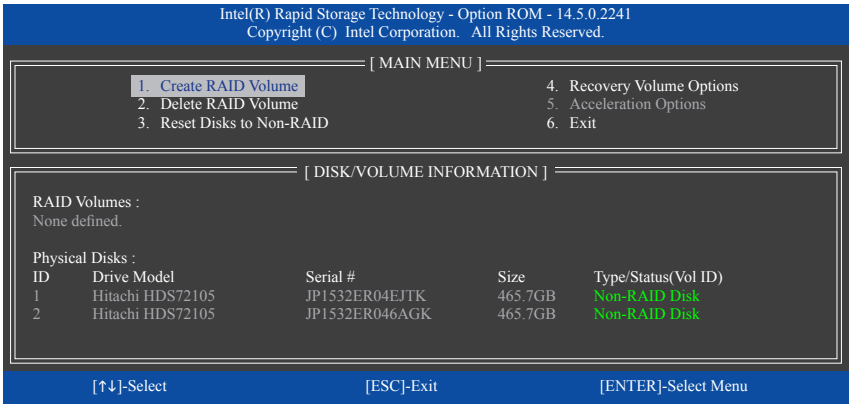 Intel(R) Rapid Storage Technology - Option ROM - 14.5.0.2241
Copyright (C) Intel Corporation. All Rights Reserved.
[ MAIN MENU ]
1. Create RAID Volume
2. Delete RAID Volume
3. Reset Disks to Non-RAID
4. Recovery Volume Options
5. Acceleration Options
6. Exit
[ DISK/VOLUME INFORMATION ]
RAID Volumes :
None defined.
Physical Disks :
ID Drive Model Serial # Size Type/Status(Vol ID)
1 Hitachi HDS72105 JP1532ER04EJTK 465.7GB Non-RAID Disk
2 Hitachi HDS72105 JP1532ER046AGK 465.7GB Non-RAID Disk
[↑↓]-Select [ESC]-Exit [ENTER]-Select Menu